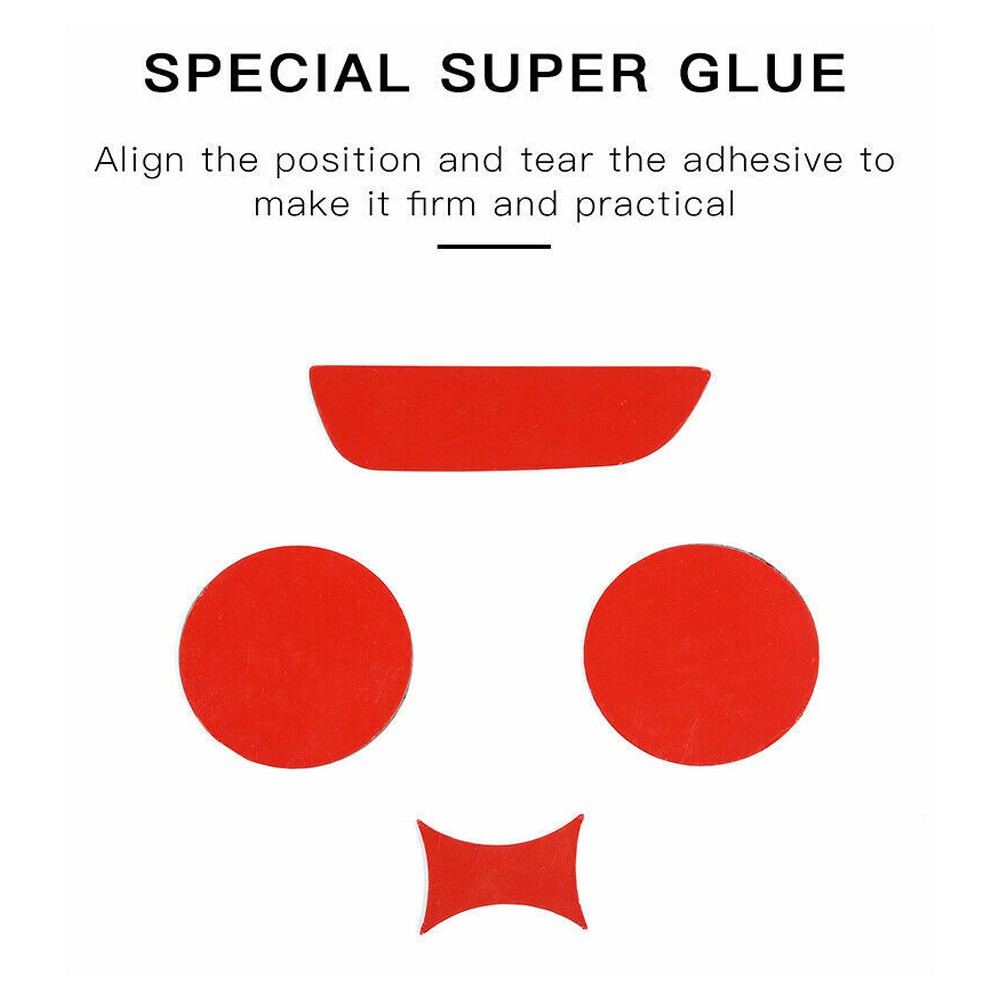 SPECIAL SUPER GLUE
Align the position and tear the adhesive to
make it firm and practical